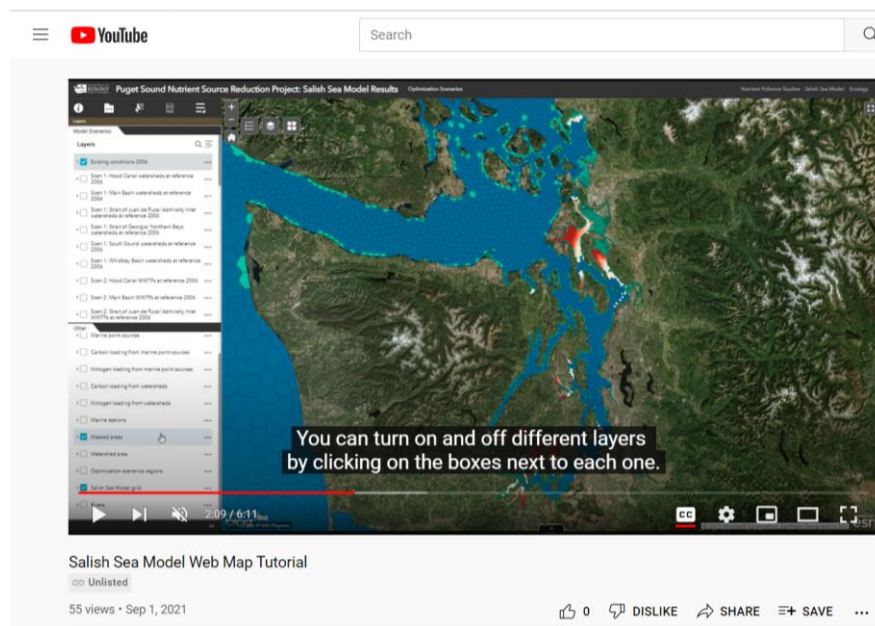 YouTube
Search
Puget Sound Nutrient Source Reduction Project: Salish Sea Model Results
Optimization Scenarios
Nutrient Pollution Studies Salish Sea Model Ecology
Layers
Model Scenarios
Layers
Existing conditions 2006
Scen 1: Hood Canal watersheds at reference
2006
Scen 1: Main Basin watersheds at reference
2006
Scen 1: Strait of Juan de Fuca/ Admiralty Inlet
watersheds at reference 2006
Scen 1: Strait of Georgia/ Northern Bays
watersheds at reference 2006
Scen 1: South Sound watersheds at reference
2006
Scen 1: Whidbey Basin watersheds at reference
2006
Scen 2: Hood Canal WWTPs at reference 2006
Scen 2: Main Basin WWTPs at reference 2006
Scen 2: Strait of Juan de Fuca/ Admiralty Inlet
WWTPs at reference 2006
Other
Marine point sources
Carbon loading from marine point sources
Nitrogen loading from marine point sources
Carbon loading from watersheds
Nitrogen loading from watersheds
Marine stations
Masked areas
Watershed area
Optimization scenarios regions
Salish Sea Model grid
Rivers
You can turn on and off different layers
by clicking on the boxes next to each one.
2:09 / 6:11
CC
esri
Salish Sea Model Web Map Tutorial
Unlisted
55 views • Sep 1, 2021
0 DISLIKE SHARE SAVE